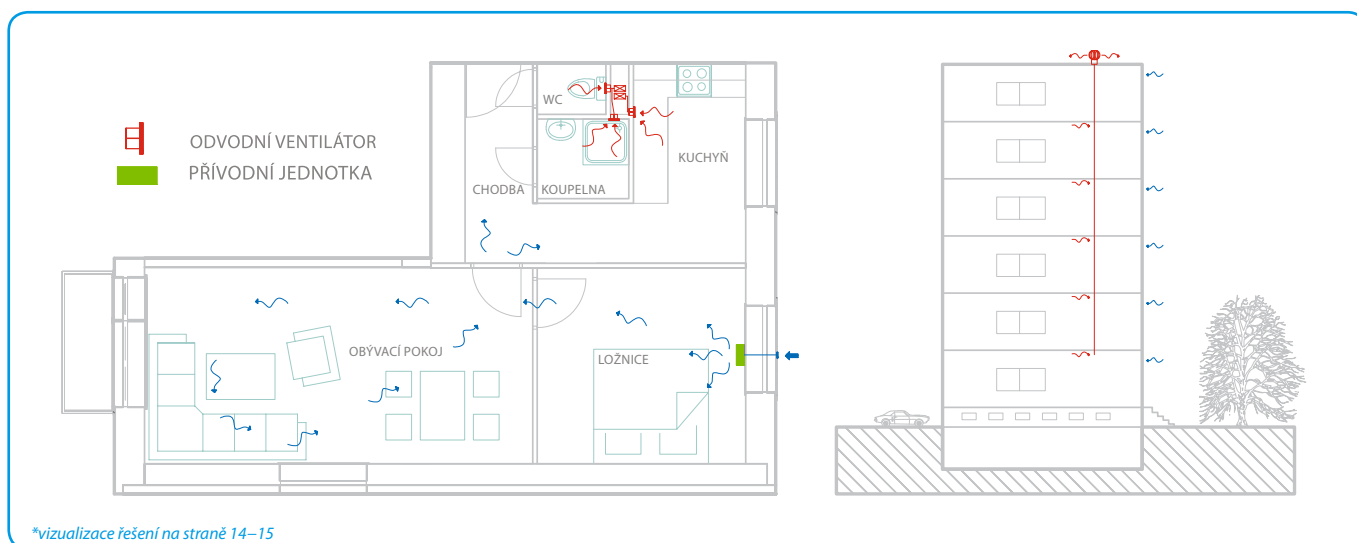 ODVODNÍ VENTILÁTOR
PŘÍVODNÍ JEDNOTKA
WC
KUCHYŇ
CHODBA
KOUPELNA
OBÝVACÍ POKOJ
LOŽNICE
*vizualizace řešení na straně 14–15